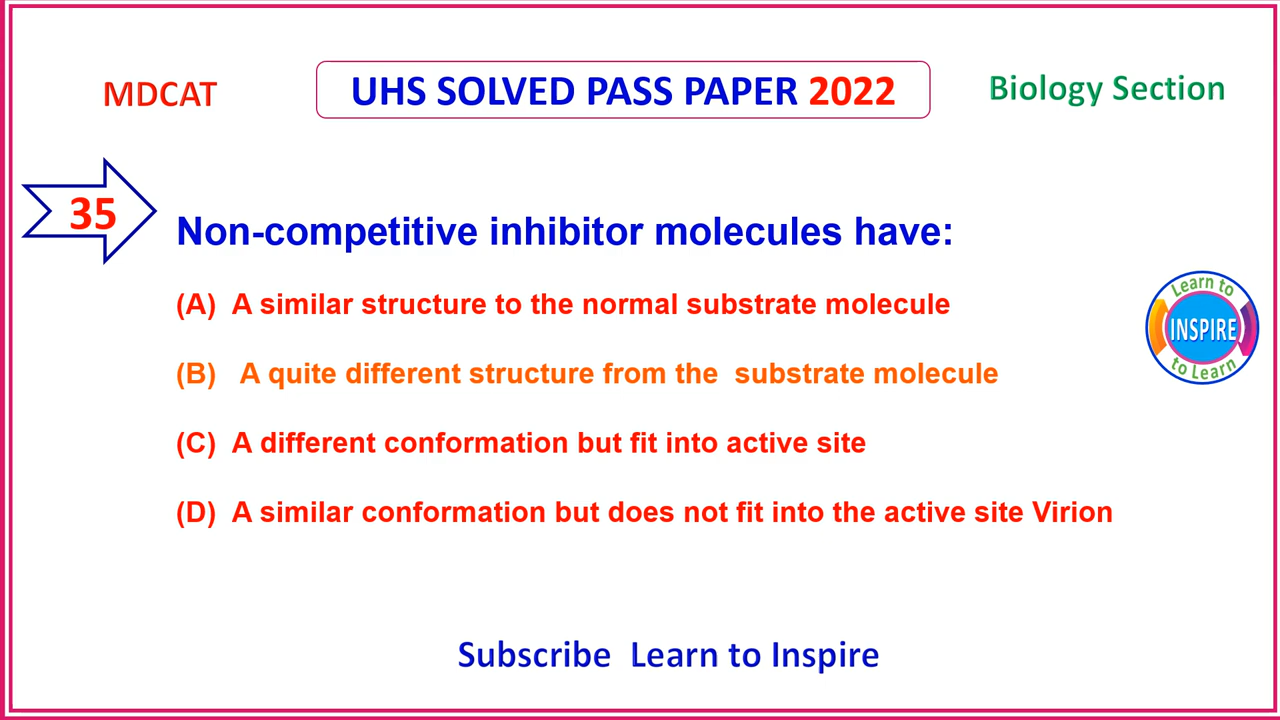 MDCAT
UHS SOLVED PASS PAPER 2022
Biology Section
35
Non-competitive inhibitor molecules have:
(A) A similar structure to the normal substrate molecule
(B) A quite different structure from the substrate molecule
(C) A different conformation but fit into active site
(D) A similar conformation but does not fit into the active site Virion
Learn to
INSPIRE
to Learn
Subscribe Learn to Inspire